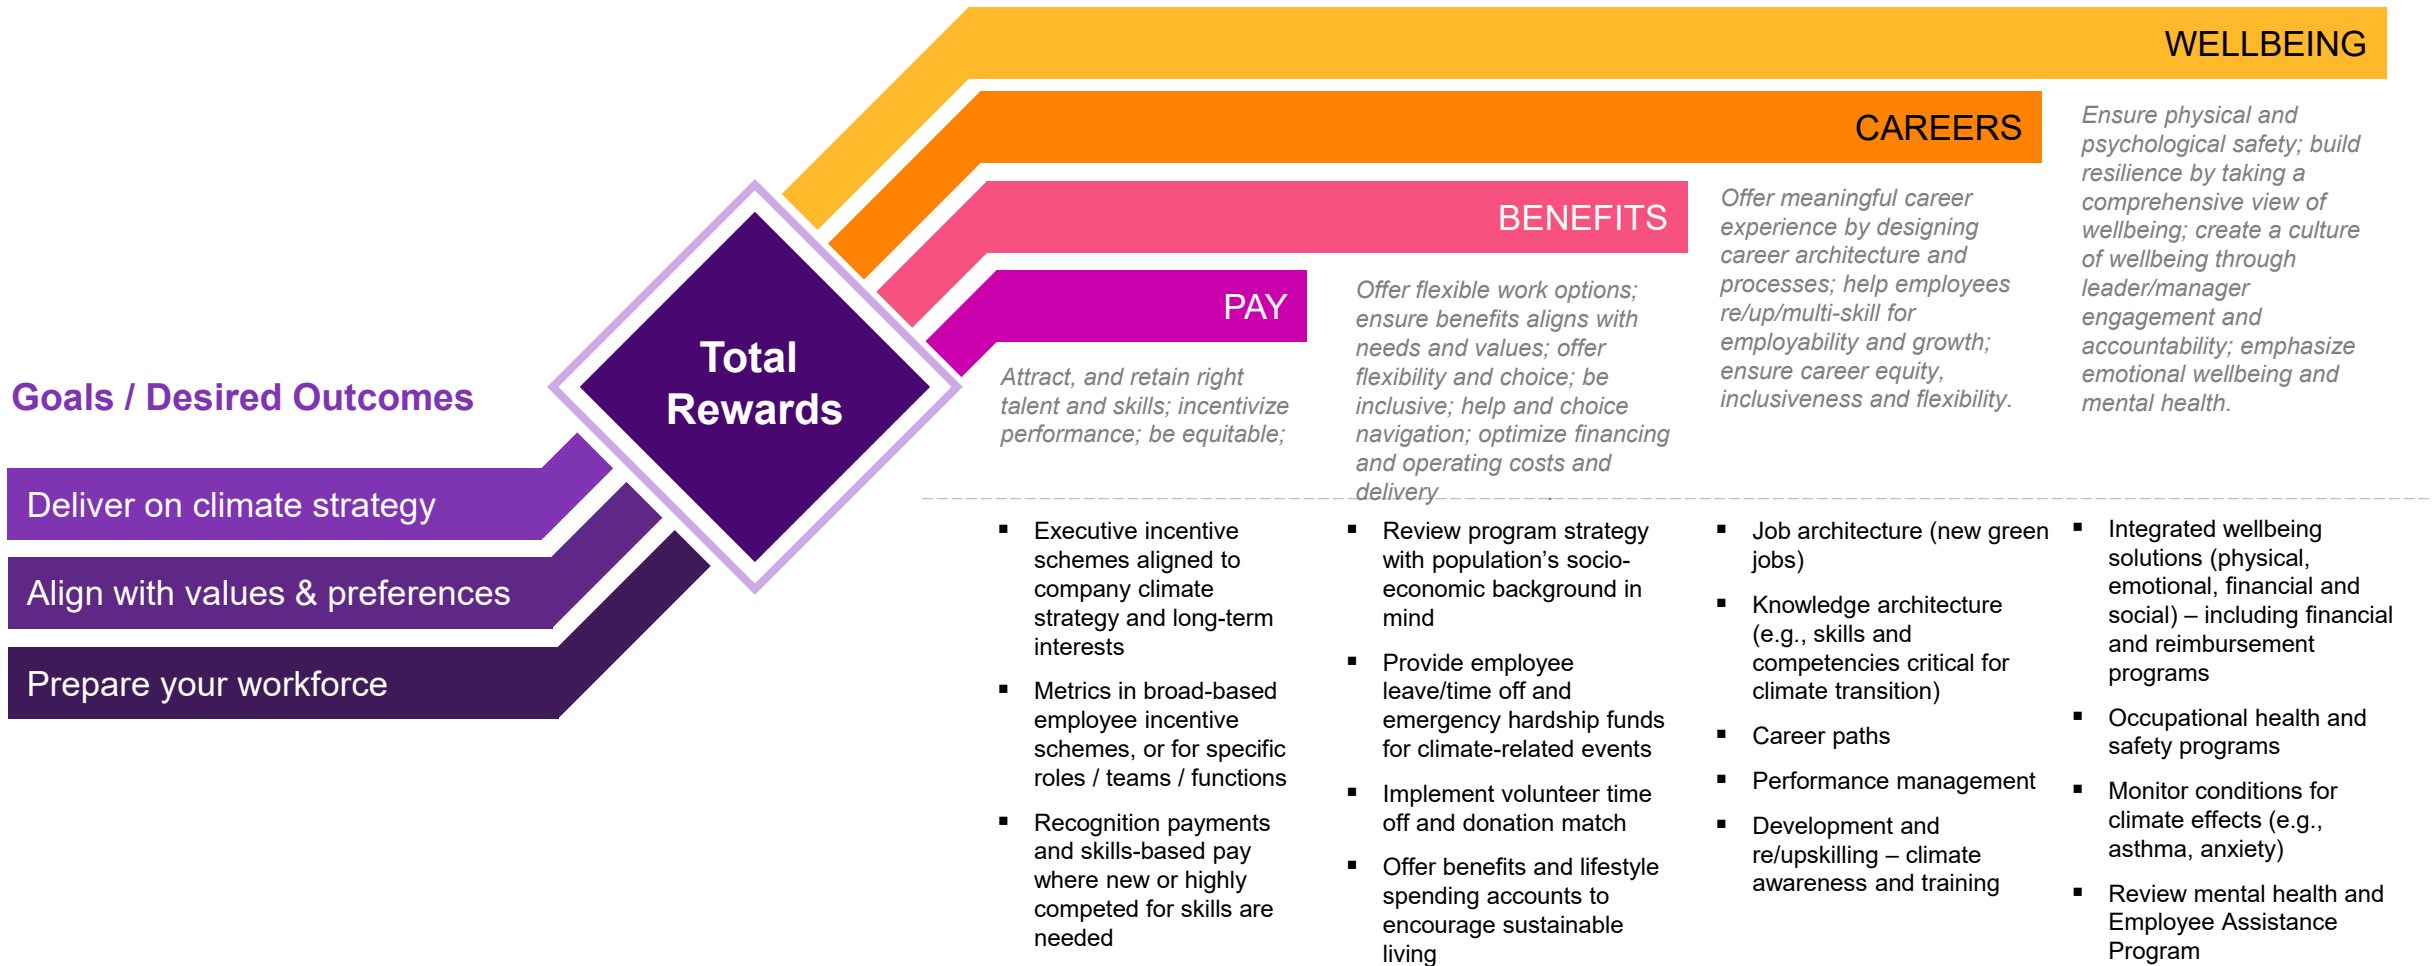 WELLBEING
CAREERS
BENEFITS
PAY
Total
Rewards
Goals / Desired Outcomes
Deliver on climate strategy
Align with values & preferences
Prepare your workforce
Attract, and retain right
talent and skills; incentivize
performance; be equitable;
Offer flexible work options;
ensure benefits aligns with
needs and values; offer
flexibility and choice; be
inclusive; help and choice
navigation; optimize financing
and operating costs and
delivery .
Offer meaningful career
experience by designing
career architecture and
processes; help employees
re/up/multi-skill for
employability and growth;
ensure career equity,
inclusiveness and flexibility.
Ensure physical and
psychological safety; build
resilience by taking a
comprehensive view of
wellbeing; create a culture
of wellbeing through
leader/manager
engagement and
accountability; emphasize
emotional wellbeing and
mental health.
▪ Executive incentive
schemes aligned to
company climate
strategy and long-term
interests
▪ Metrics in broad-based
employee incentive
schemes, or for specific
roles / teams / functions
▪ Recognition payments
and skills-based pay
where new or highly
competed for skills are
needed
▪ Review program strategy
with population’s socio-
economic background in
mind
▪ Provide employee
leave/time off and
emergency hardship funds
for climate-related events
▪ Implement volunteer time
off and donation match
▪ Offer benefits and lifestyle
spending accounts to
encourage sustainable
living
▪ Job architecture (new green
jobs)
▪ Knowledge architecture
(e.g., skills and
competencies critical for
climate transition)
▪ Career paths
▪ Performance management
▪ Development and
re/upskilling – climate
awareness and training
▪ Integrated wellbeing
solutions (physical,
emotional, financial and
social) – including financial
and reimbursement
programs
▪ Occupational health and
safety programs
▪ Monitor conditions for
climate effects (e.g.,
asthma, anxiety)
▪ Review mental health and
Employee Assistance
Program